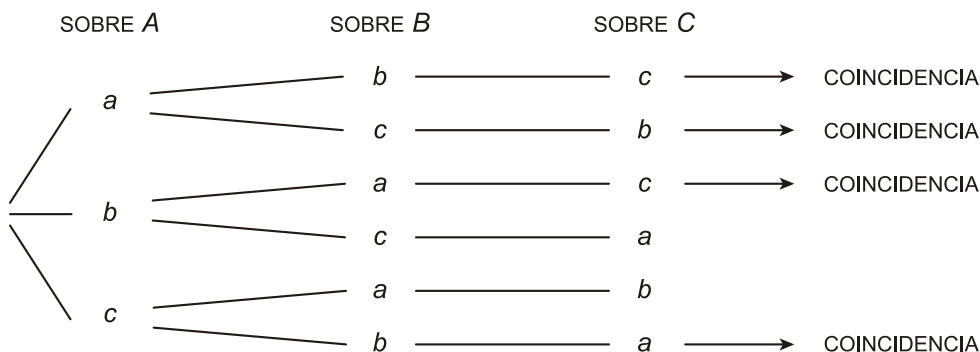 SOBRE A SOBRE B SOBRE C
b c COINCIDENCIA
a
c b COINCIDENCIA
a c COINCIDENCIA
b
c a
a b
c
b a COINCIDENCIA